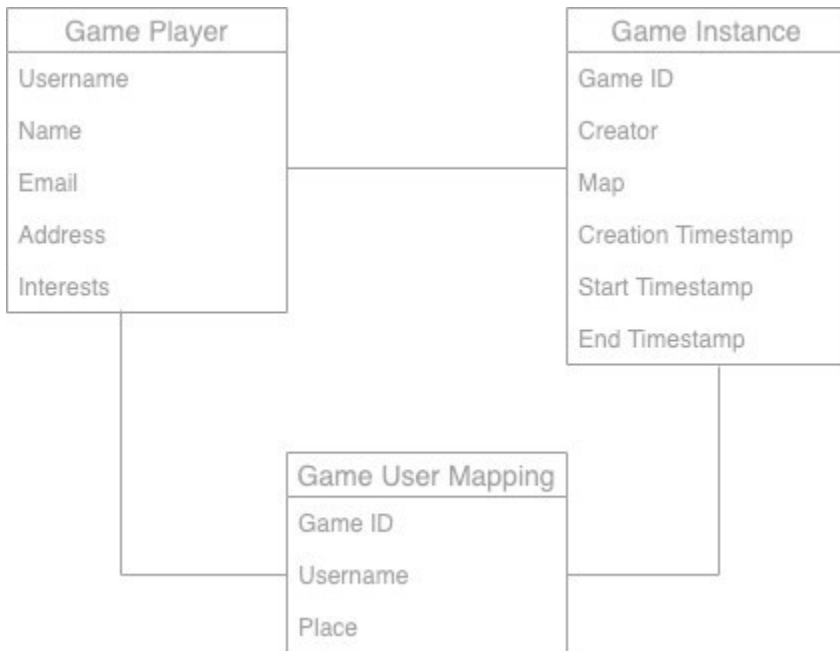 Game Player
Username
Name
Email
Address
Interests
Game Instance
Game ID
Creator
Map
Creation Timestamp
Start Timestamp
End Timestamp
Game User Mapping
Game ID
Username
Place